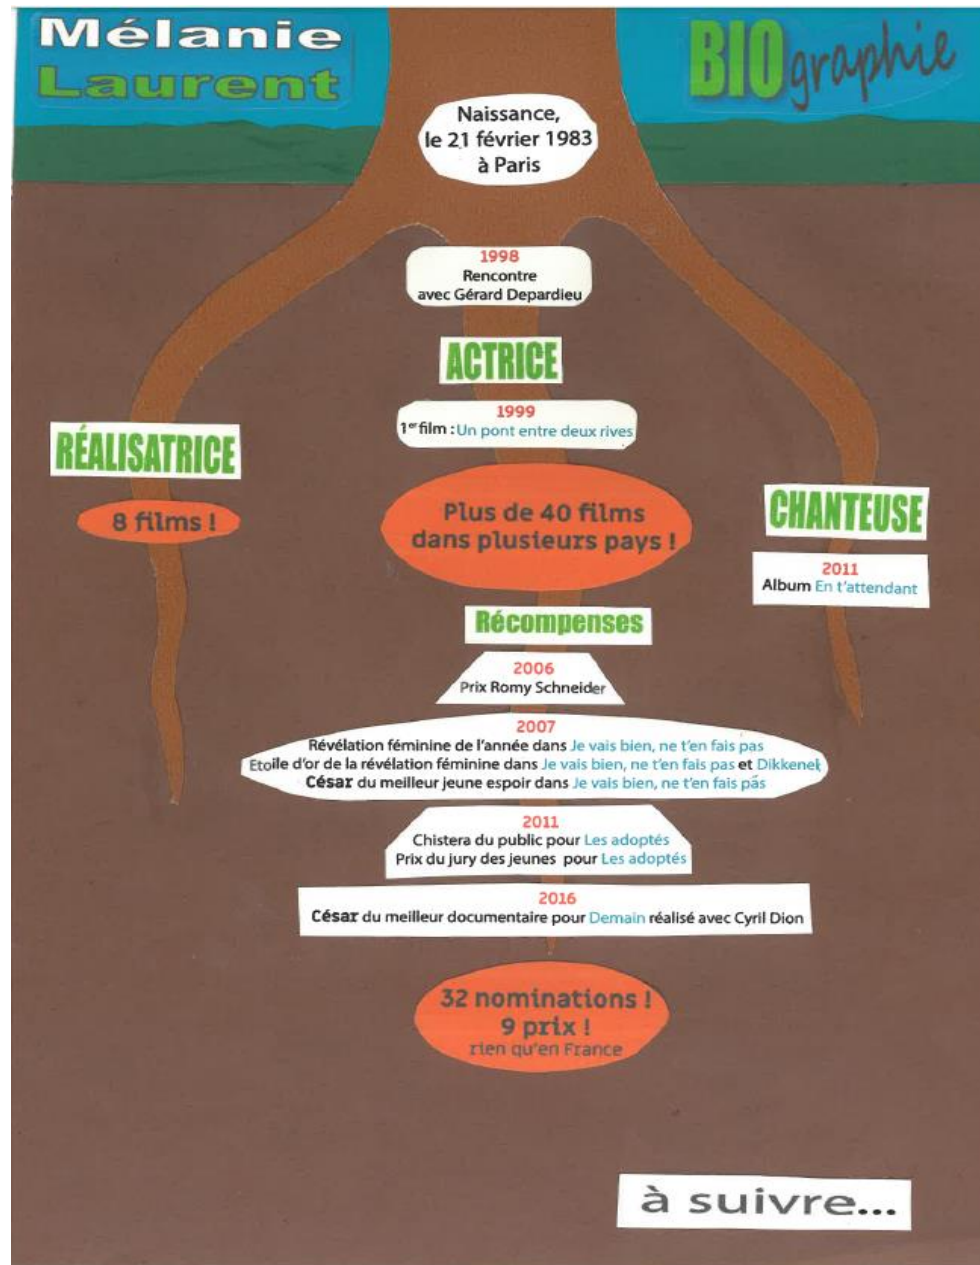 Mélanie
Laurent
BIOgraphie
Naissance,
le 21 février 1983
à Paris
1998
Rencontre
avec Gérard Depardieu
ACTRICE
1999
1er film : Un pont entre deux rives
RÉALISATRICE
8 films !
Plus de 40 films
dans plusieurs pays !
CHANTEUSE
2011
Album En t'attendant
Récompenses
2006
Prix Romy Schneider
2007
Révélation féminine de l'année dans Je vais bien, ne t'en fais pas
Etoile d'or de la révélation féminine dans Je vais bien, ne t'en fais pas et Dikkenek
César du meilleur jeune espoir dans Je vais bien, ne t'en fais pas
2011
Chistera du public pour Les adoptés
Prix du jury des jeunes pour Les adoptés
2016
César du meilleur documentaire pour Demain réalisé avec Cyril Dion
32 nominations !
9 prix !
rien qu'en France
à suivre...